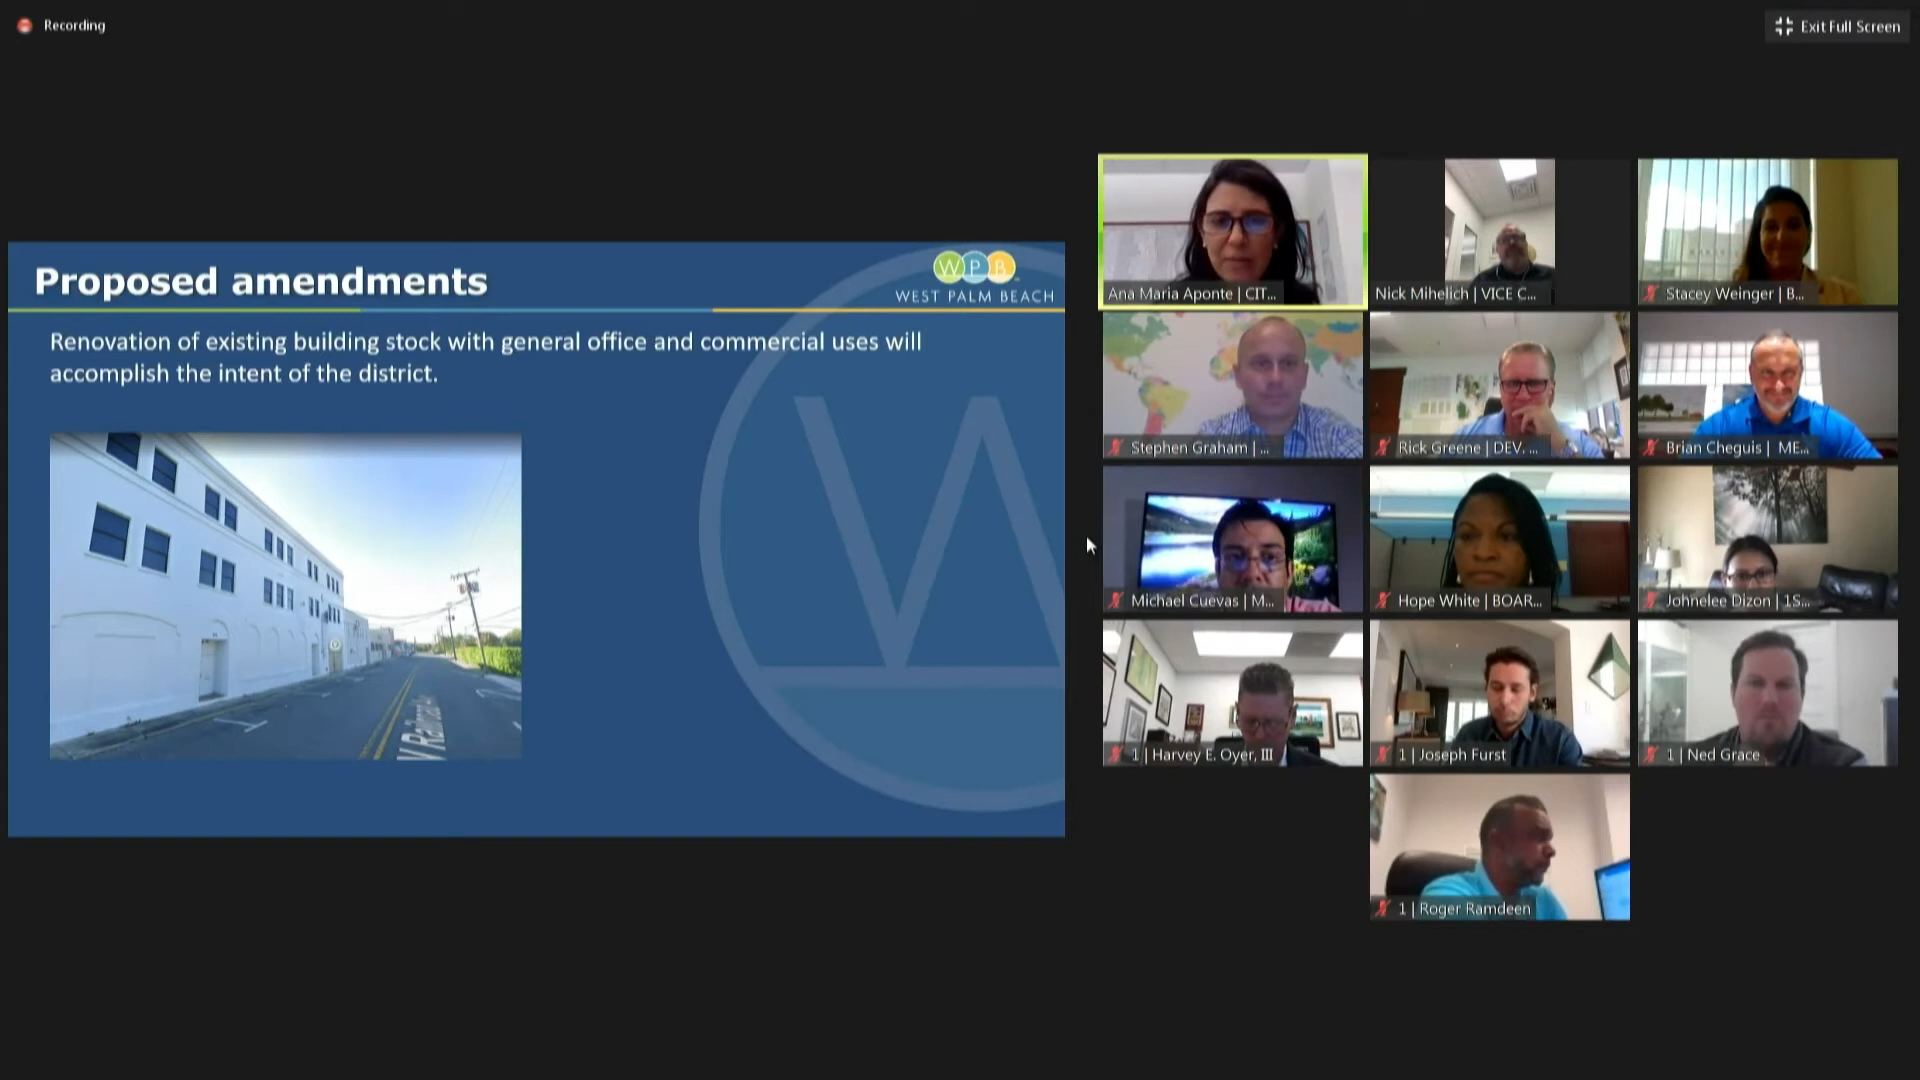 Recording
Exit Full Screen
Proposed amendments
WPB
WEST PALM BEACH
Renovation of existing building stock with general office and commercial uses will
accomplish the intent of the district.
Ana Maria Aponte | CIT...
Nick Mihelich | VICE C...
Stacey Weinger | B...
Stephen Graham | ...
Rick Greene | DEV. ...
Brian Cheguis | ME...
Michael Cuevas | M...
Hope White | BOAR...
Johnelee Dizon | 1S...
1 | Harvey E. Oyer, III
1 | Joseph Furst
1 | Ned Grace
1 | Roger Ramdeen